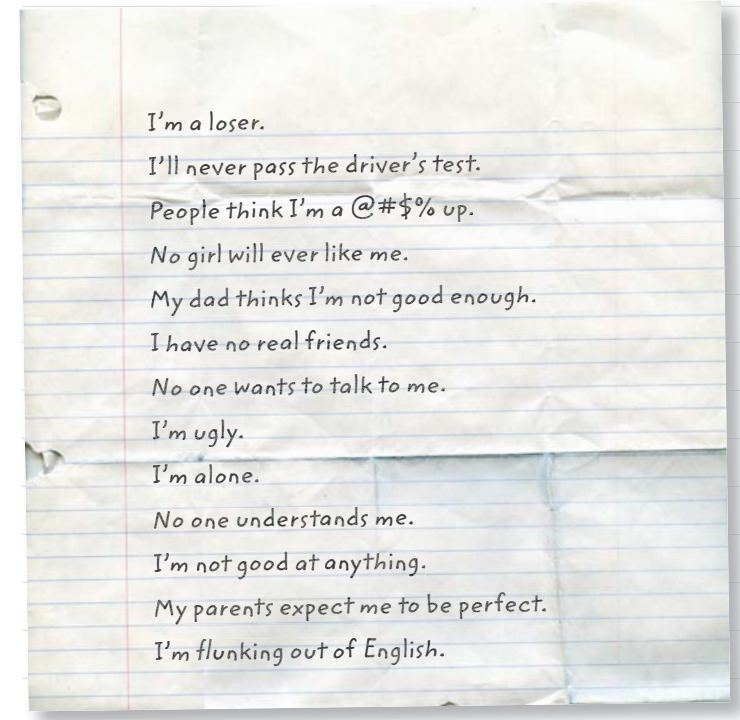 I'm a loser.
I'll never pass the driver's test.
People think I'm a @#$% up.
No girl will ever like me.
My dad thinks I'm not good enough.
I have no real friends.
No one wants to talk to me.
I'm ugly.
I'm alone.
No one understands me.
I'm not good at anything.
My parents expect me to be perfect.
I'm flunking out of English.